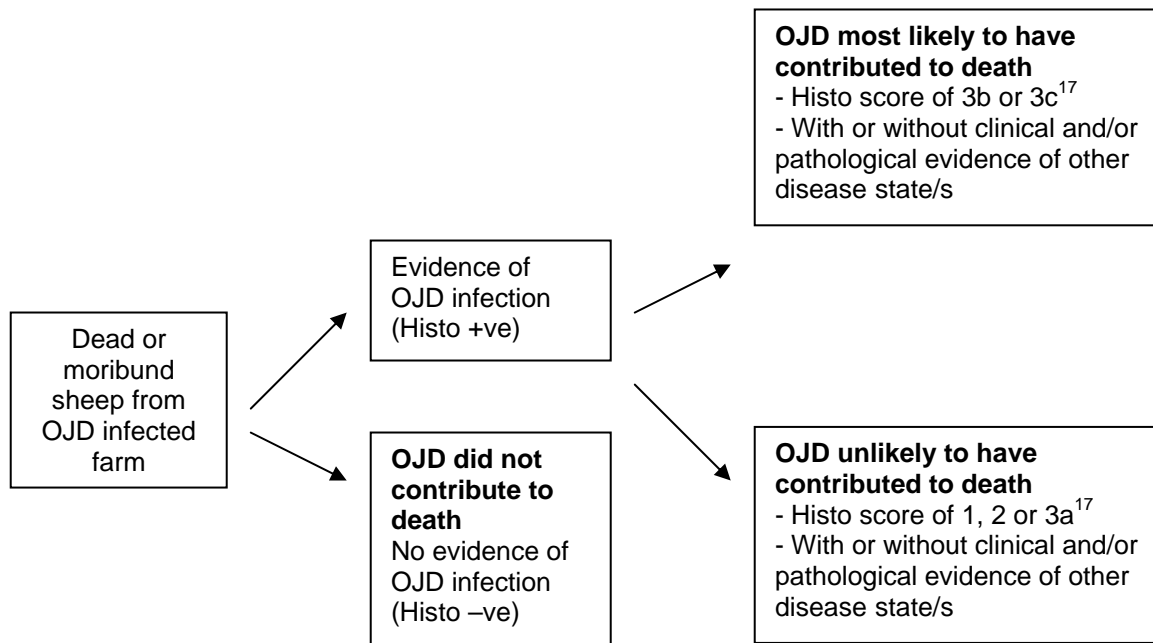 Dead or
moribund
sheep from
OJD infected
farm
Evidence of
OJD infection
(Histo +ve)
OJD did not
contribute to
death
No evidence of
OJD infection
(Histo –ve)
OJD most likely to have
contributed to death
- Histo score of 3b or 3c17
- With or without clinical and/or
pathological evidence of other
disease state/s
OJD unlikely to have
contributed to death
- Histo score of 1, 2 or 3a17
- With or without clinical and/or
pathological evidence of other
disease state/s